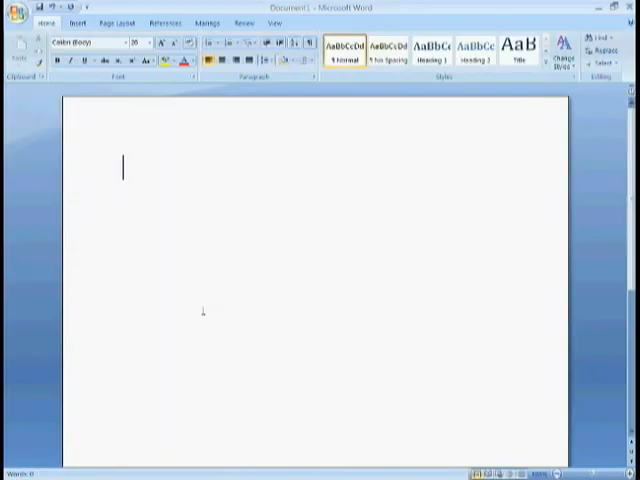 Document1 - Microsoft Word
Home Insert Page Layout References Mailings Review View
Calibri (Body) 26 AaBbCcDd AaBbCcDd AaBbCc AaBbCc AaB Find
Replace
Paste ¶ Normal ¶ No Spacing Heading 1 Heading 2 Title Change Styles Select
Clipboard Font Paragraph Styles Editing
Words: 0